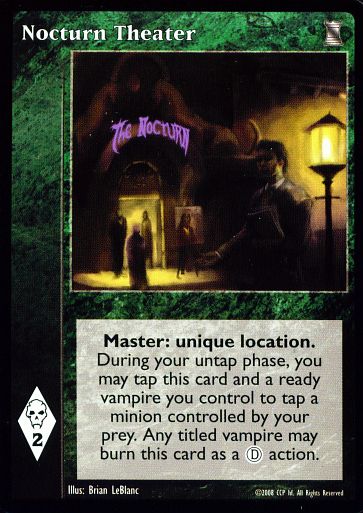 Nocturn Theater
The Nocturn
Master: unique location.
During your untap phase, you
may tap this card and a ready
vampire you control to tap a
minion controlled by your
prey. Any titled vampire may
burn this card as a Ⓓ action.
2
Illus: Brian LeBlanc
©2008 CCP hf. All Rights Reserved